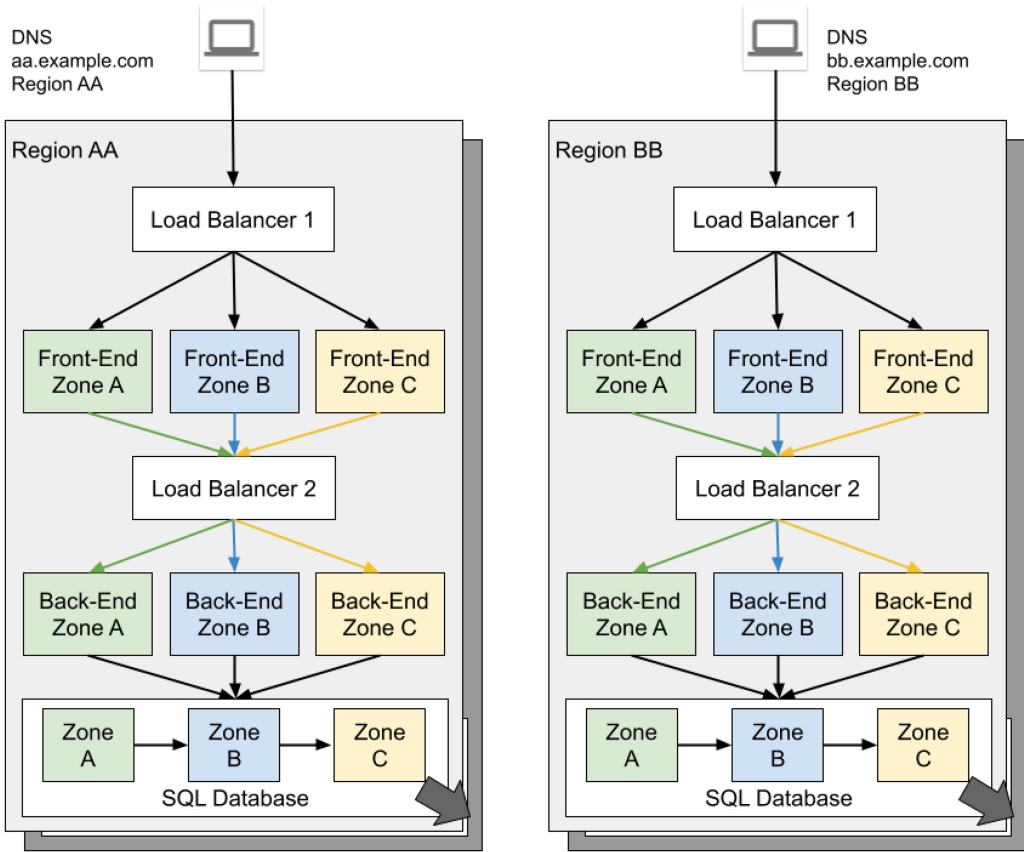 DNS
aa.example.com
Region AA
Region AA
Load Balancer 1
Front-End
Zone A
Front-End
Zone B
Front-End
Zone C
Load Balancer 2
Back-End
Zone A
Back-End
Zone B
Back-End
Zone C
Zone
A
Zone
B
Zone
C
SQL Database
DNS
bb.example.com
Region BB
Region BB
Load Balancer 1
Front-End
Zone A
Front-End
Zone B
Front-End
Zone C
Load Balancer 2
Back-End
Zone A
Back-End
Zone B
Back-End
Zone C
Zone
A
Zone
B
Zone
C
SQL Database